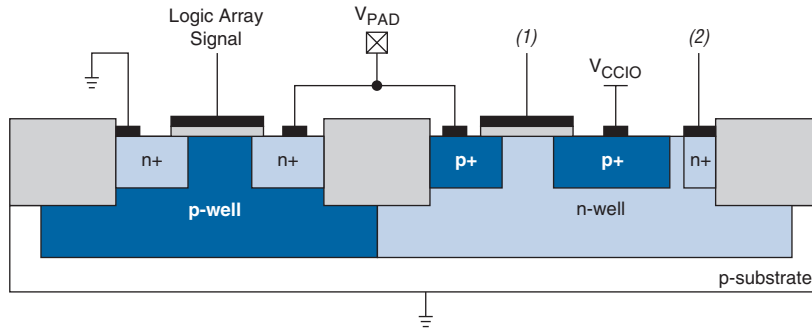 Logic Array
Signal
VPAD
(1)
(2)
VCCIO
n+
n+
p+
p+
n+
p-well
n-well
p-substrate